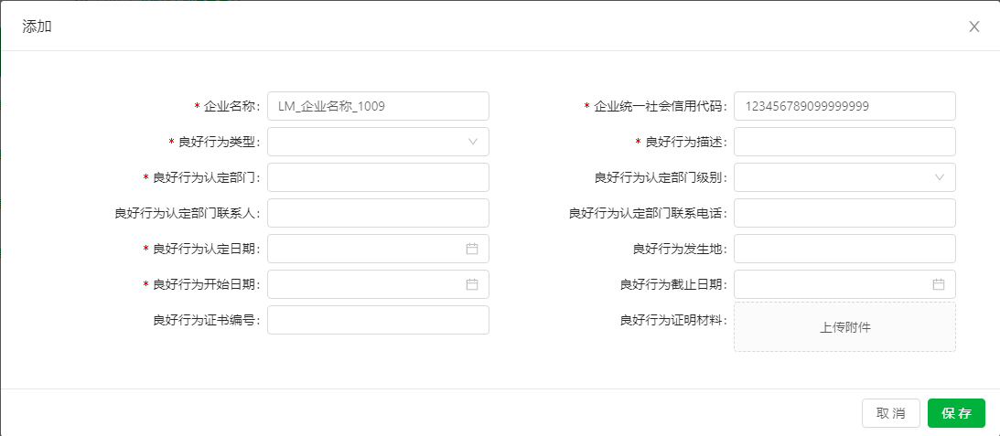 添加
* 企业名称: LM_企业名称_1009
* 企业统一社会信用代码: 123456789099999999
* 良好行为类型:
* 良好行为描述:
* 良好行为认定部门:
良好行为认定部门级别:
良好行为认定部门联系人:
良好行为认定部门联系电话:
* 良好行为认定日期:
良好行为发生地:
* 良好行为开始日期:
良好行为截止日期:
良好行为证书编号:
良好行为证明材料: 上传附件
取 消
保 存